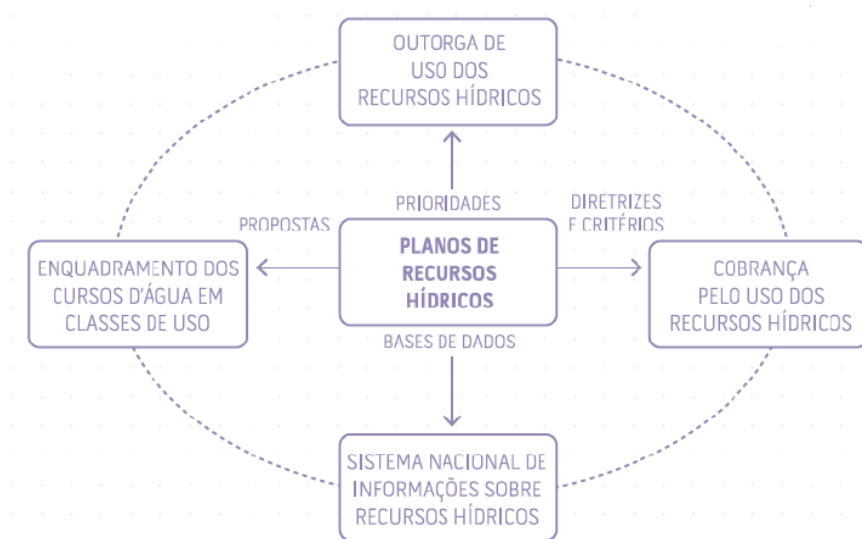 OUTORGA DE
USO DOS
RECURSOS HÍDRICOS
PRIORIDADES
DIRETRIZES
E CRITÉRIOS
PROPOSTAS
PLANOS DE
RECURSOS
HÍDRICOS
ENQUADRAMENTO DOS
CURSOS D'ÁGUA EM
CLASSES DE USO
COBRANÇA
PELO USO DOS
RECURSOS HÍDRICOS
BASES DE DADOS
SISTEMA NACIONAL DE
INFORMAÇÕES SOBRE
RECURSOS HÍDRICOS